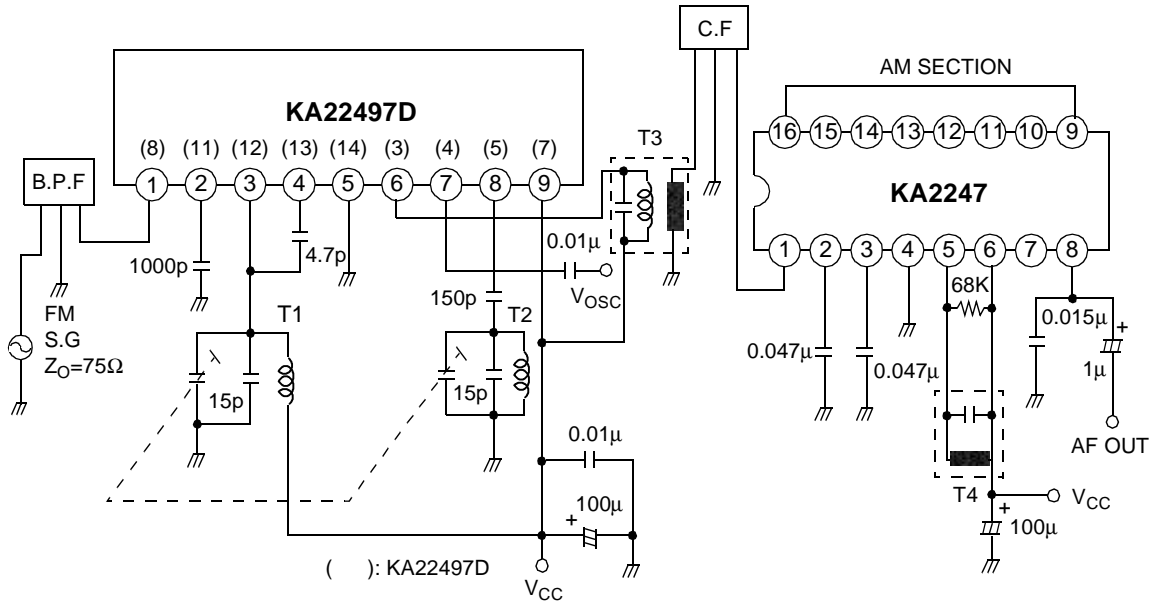 C.F
AM SECTION
KA22497D
16 15 14 13 12 11 10 9
(8) (11) (12) (13) (14) (3) (4) (5) (7)
T3
B.P.F
1 2 3 4 5 6 7 8 9
KA2247
1 2 3 4 5 6 7 8
0.01μ
4.7p
1000p
VOSC
68K
150p
FM
S.G
ZO=75Ω
T1
T2
0.015μ
+
0.047μ
0.047μ
1μ
15p
15p
AF OUT
0.01μ
T4
VCC
100μ
+
+
100μ
( ): KA22497D
VCC